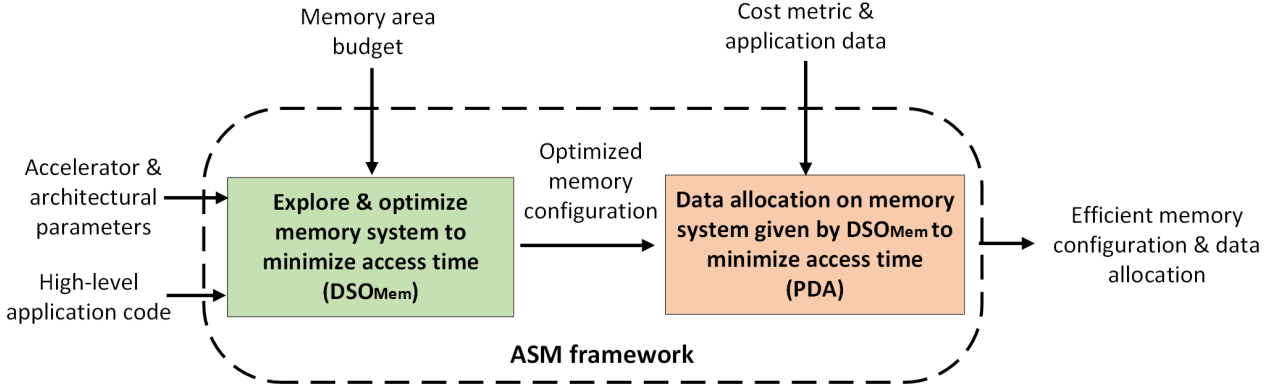 Memory area
budget
Cost metric &
application data
Accelerator &
architectural
parameters
High-level
application code
Explore & optimize
memory system to
minimize access time
(DSOMem)
Optimized
memory
configuration
Data allocation on memory
system given by DSOMem to
minimize access time
(PDA)
Efficient memory
configuration & data
allocation
ASM framework